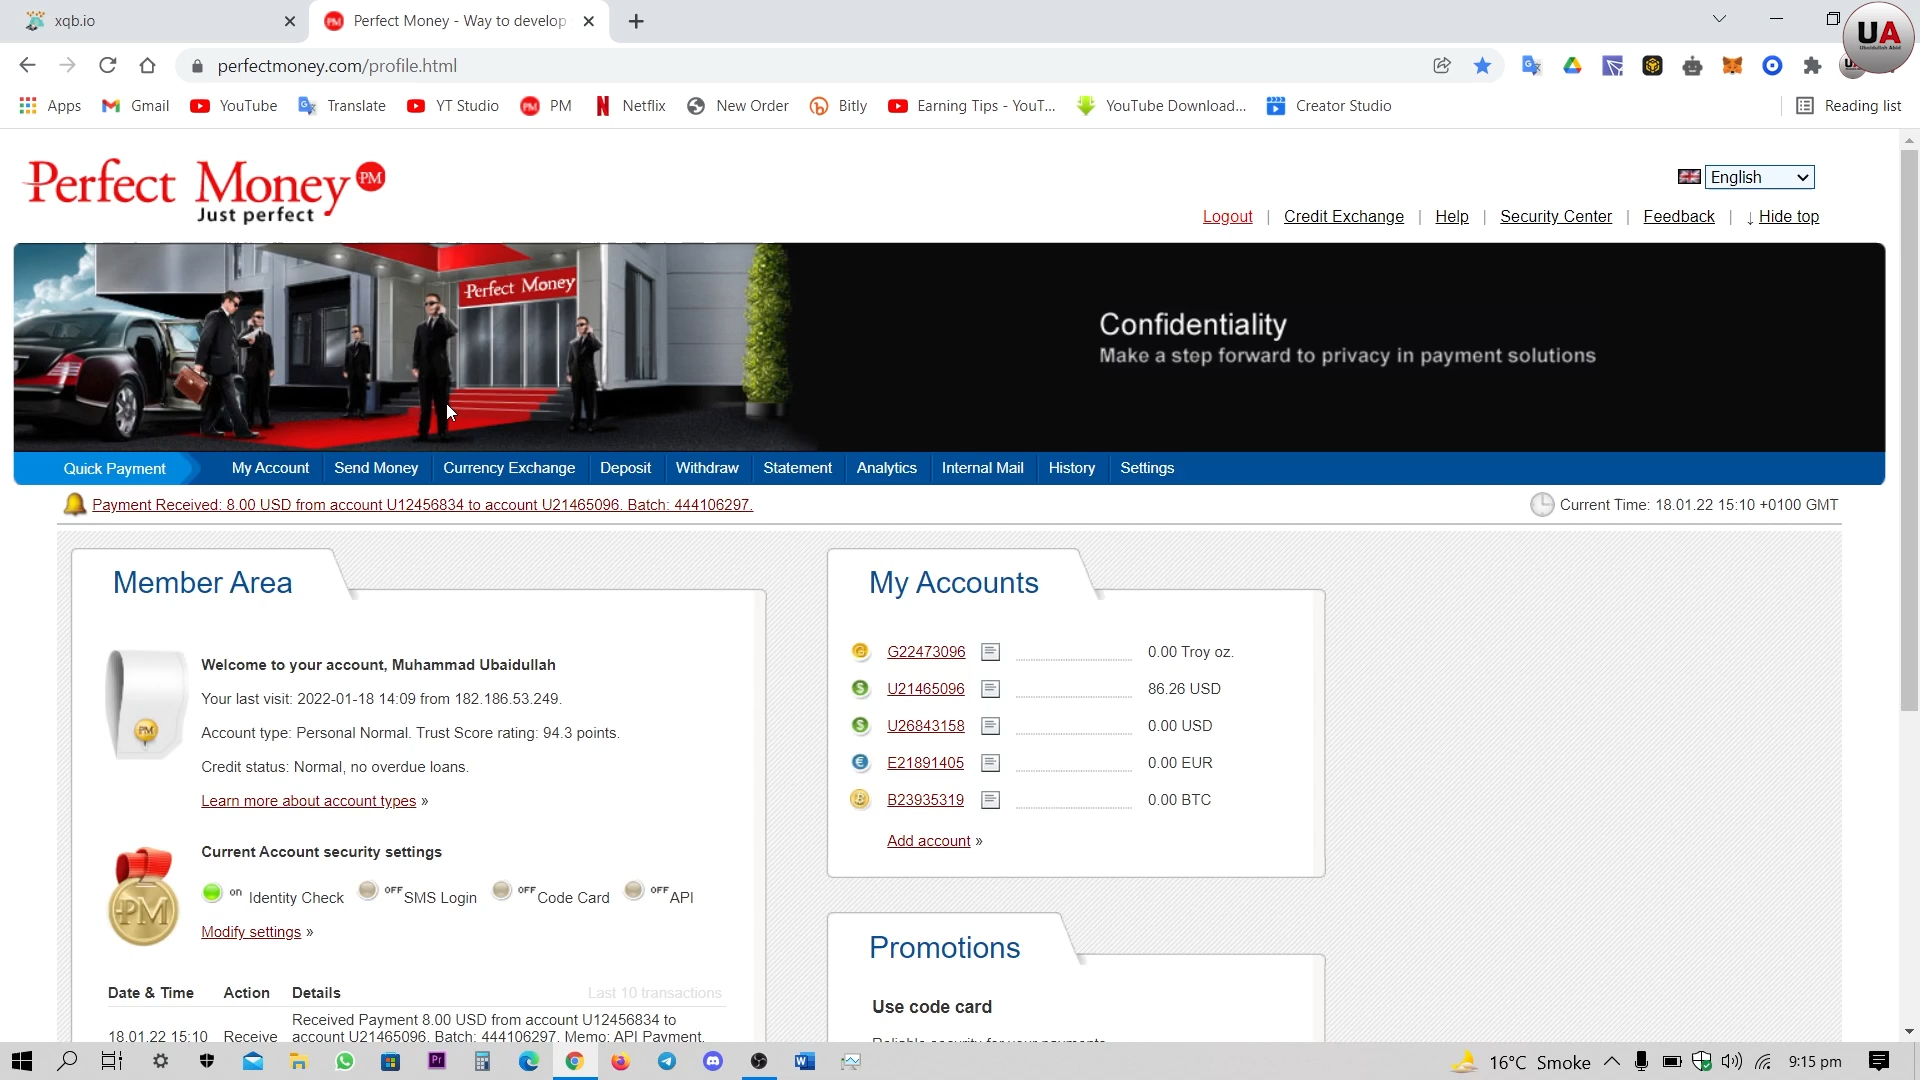 xqb.io
Perfect Money - Way to develop
UA
Ubaidullah Abid
perfectmoney.com/profile.html
Apps
Gmail
YouTube
Translate
YT Studio
PM
Netflix
New Order
Bitly
Earning Tips - YouT...
YouTube Download...
Creator Studio
Reading list
Perfect Money PM
Just perfect
English
Logout | Credit Exchange | Help | Security Center | Feedback | ↓ Hide top
Perfect Money
Confidentiality
Make a step forward to privacy in payment solutions
Quick Payment
My Account
Send Money
Currency Exchange
Deposit
Withdraw
Statement
Analytics
Internal Mail
History
Settings
Payment Received: 8.00 USD from account U12456834 to account U21465096. Batch: 444106297.
Current Time: 18.01.22 15:10 +0100 GMT
Member Area
Welcome to your account, Muhammad Ubaidullah
Your last visit: 2022-01-18 14:09 from 182.186.53.249.
Account type: Personal Normal. Trust Score rating: 94.3 points.
Credit status: Normal, no overdue loans.
Learn more about account types »
PM
Current Account security settings
on Identity Check OFF SMS Login OFF Code Card OFF API
PM
Modify settings »
Date & Time Action Details Last 10 transactions
Received Payment 8.00 USD from account U12456834 to
18.01.22 15:10 Receive account U21465096. Batch: 444106297. Memo: API Payment.
My Accounts
G22473096 0.00 Troy oz.
U21465096 86.26 USD
U26843158 0.00 USD
E21891405 0.00 EUR
B23935319 0.00 BTC
Add account »
Promotions
Use code card
Reliable security for your payments
16°C Smoke
9:15 pm